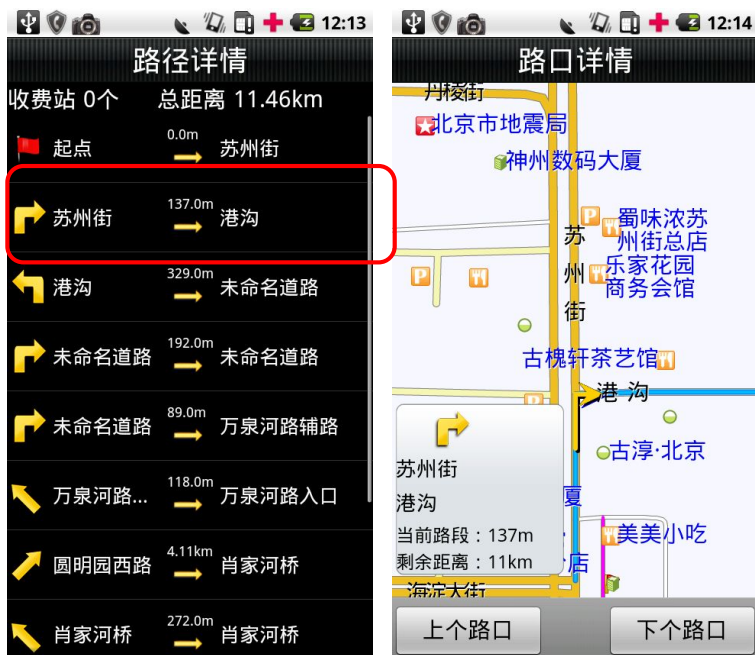 12:13
路径详情
收费站 0个 总距离 11.46km
起点 0.0m 苏州街
苏州街 137.0m 港沟
港沟 329.0m 未命名道路
未命名道路 192.0m 未命名道路
未命名道路 89.0m 万泉河路辅路
万泉河路... 118.0m 万泉河路入口
圆明园西路 4.11km 肖家河桥
肖家河桥 272.0m 肖家河桥
12:14
路口详情
丹棱街
北京市地震局
神州数码大厦
P
蜀味浓苏
州街总店
苏州街
乐家花园
商务会馆
P
古槐轩茶艺馆
港沟
古淳·北京
苏州街
港沟
当前路段：137m
剩余距离：11km
厦
店
美美小吃
海淀大街
上个路口
下个路口